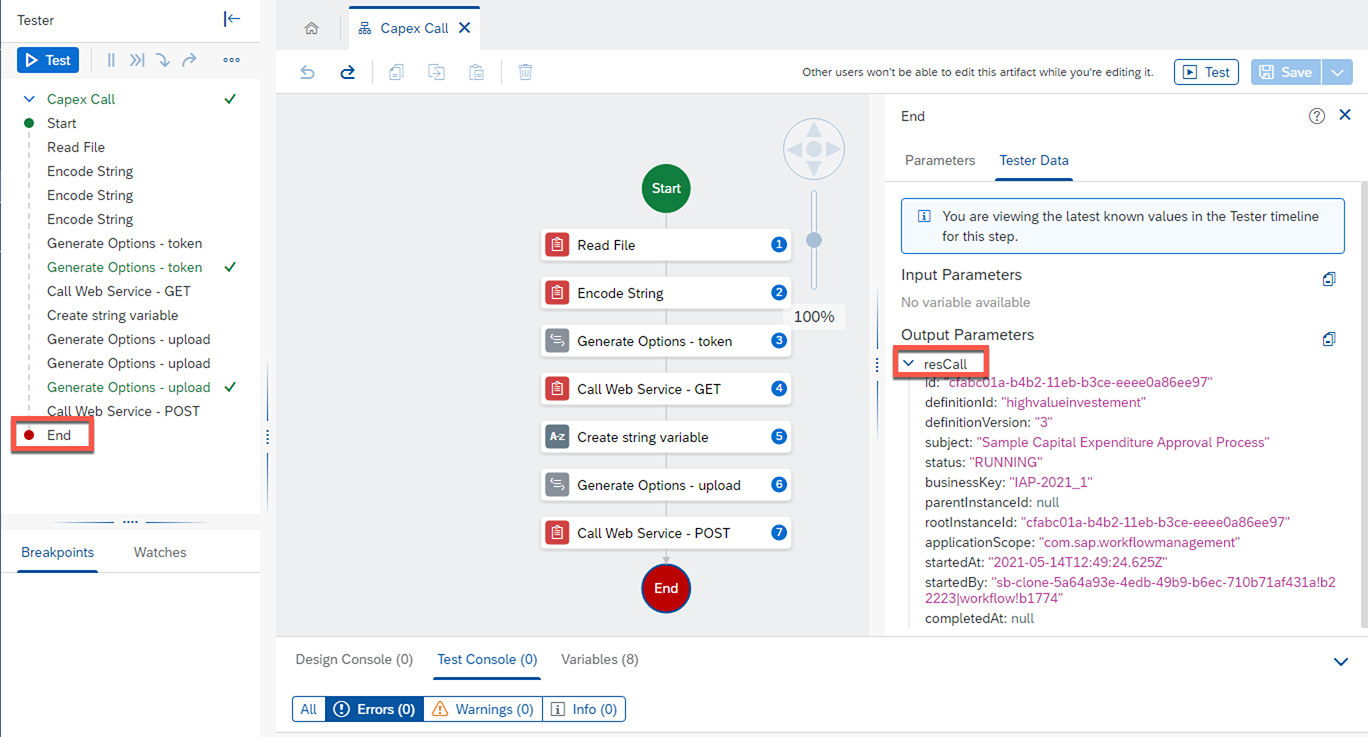 Tester
Test
Capex Call
Start
Read File
Encode String
Encode String
Encode String
Generate Options - token
Generate Options - token
Call Web Service - GET
Create string variable
Generate Options - upload
Generate Options - upload
Generate Options - upload
Call Web Service - POST
End
Breakpoints Watches
Capex Call
Other users won't be able to edit this artifact while you're editing it.
Test
Save
Start
Read File 1
Encode String 2
Generate Options - token 3
Call Web Service - GET 4
A-Z Create string variable 5
Generate Options - upload 6
Call Web Service - POST 7
End
100%
End
Parameters Tester Data
You are viewing the latest known values in the Tester timeline
for this step.
Input Parameters
No variable available
Output Parameters
resCall
id: "cfabc01a-b4b2-11eb-b3ce-eeee0a86ee97"
definitionId: "highvalueinvestement"
definitionVersion: "3"
subject: "Sample Capital Expenditure Approval Process"
status: "RUNNING"
businessKey: "IAP-2021_1"
parentInstanceId: null
rootInstanceId: "cfabc01a-b4b2-11eb-b3ce-eeee0a86ee97"
applicationScope: "com.sap.workflowmanagement"
startedAt: "2021-05-14T12:49:24.625Z"
startedBy: "sb-clone-5a64a93e-4edb-49b9-b6ec-710b71af431a!b2
2223|workflow!b1774"
completedAt: null
Design Console (0) Test Console (0) Variables (8)
All Errors (0) Warnings (0) Info (0)